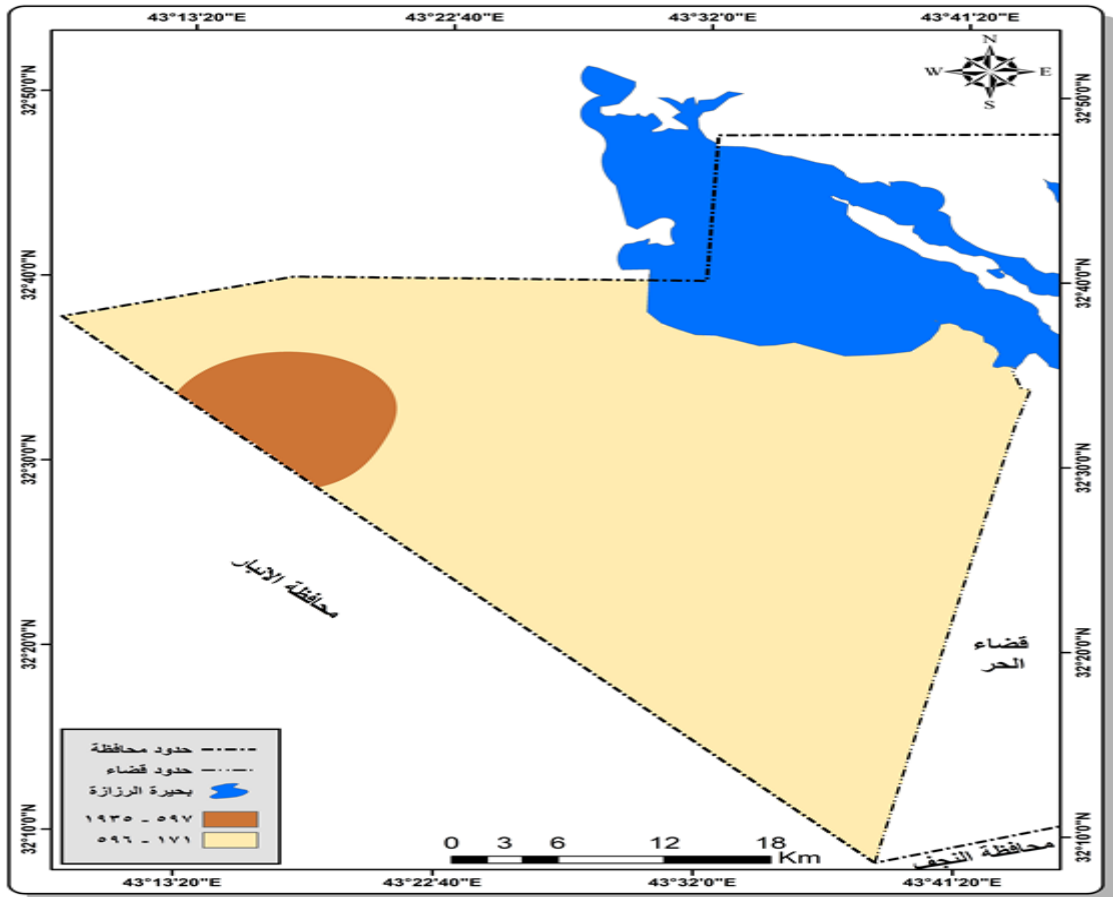 43°13'20"E 43°22'40"E 43°32'0"E 43°41'20"E
N
W E
S
32°50'0"N 32°50'0"N
32°40'0"N 32°40'0"N
32°30'0"N 32°30'0"N
محافظة الانبار
32°20'0"N 32°20'0"N
قضاء
الحر
حدود محافظة
حدود قضاء
بحيرة الرزازة
٥٩٧ - ١٩٣٥
١٧١ - ٥٩٦
32°10'0"N 32°10'0"N
0 3 6 12 18
Km
محافظة النجف
43°13'20"E 43°22'40"E 43°32'0"E 43°41'20"E